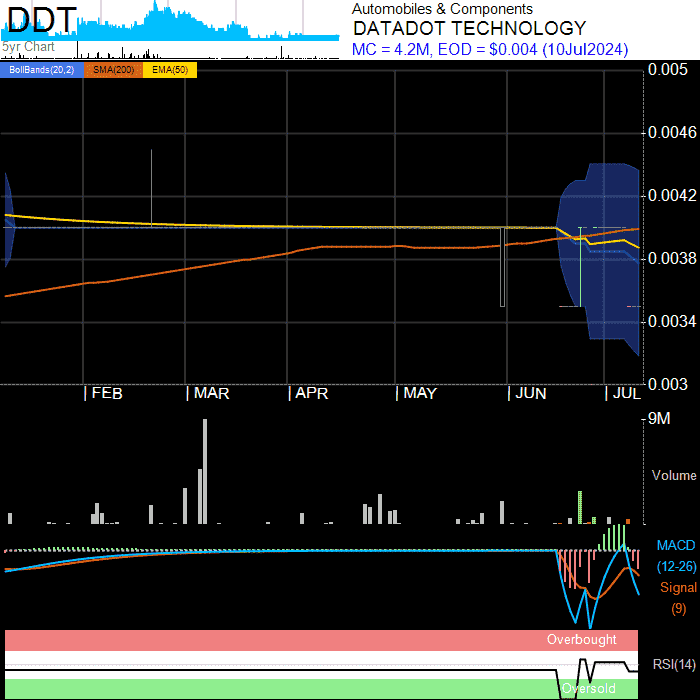 DDT
5yr Chart
Automobiles & Components
DATADOT TECHNOLOGY
MC = 4.2M, EOD = $0.004 (10Jul2024)
BollBands(20,2) SMA(200) EMA(50)
0.005
0.0046
0.0042
0.0038
0.0034
0.003
FEB MAR APR MAY JUN JUL
9M
Volume
MACD
(12-26)
Signal
(9)
Overbought
RSI(14)
Oversold